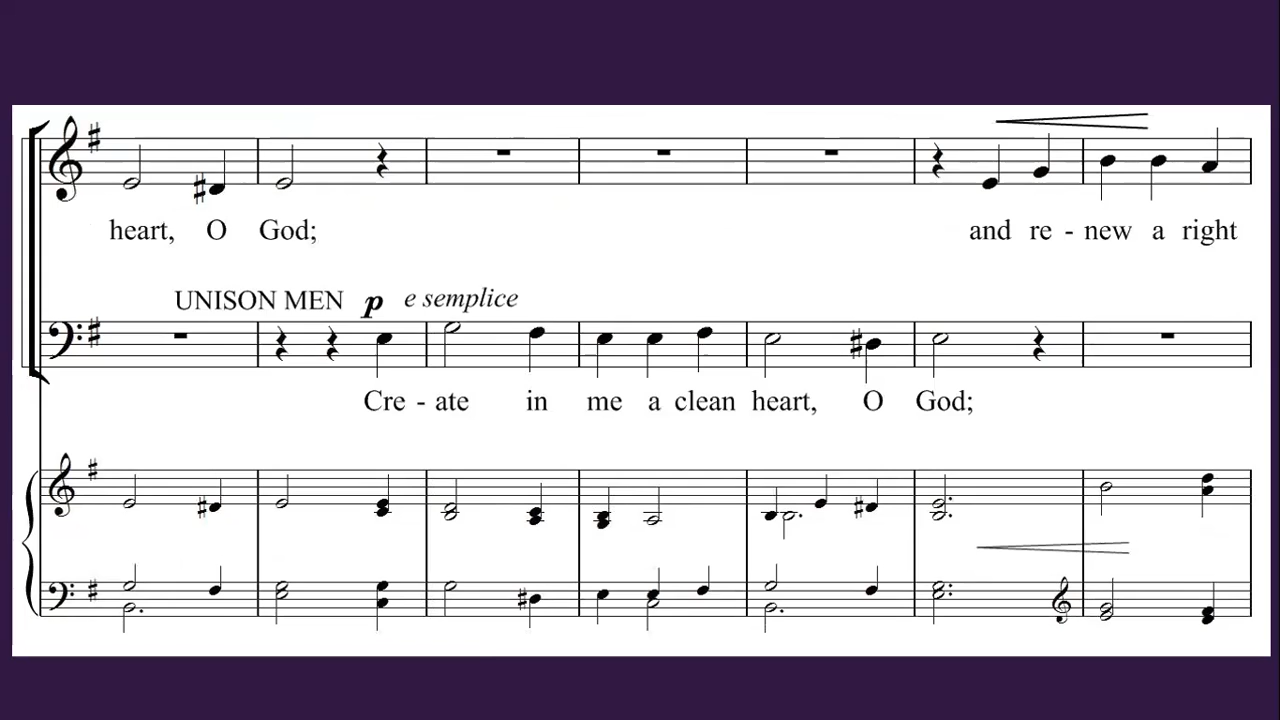 heart, O God; and re - new a right
UNISON MEN p e semplice
Cre - ate in me a clean heart, O God;